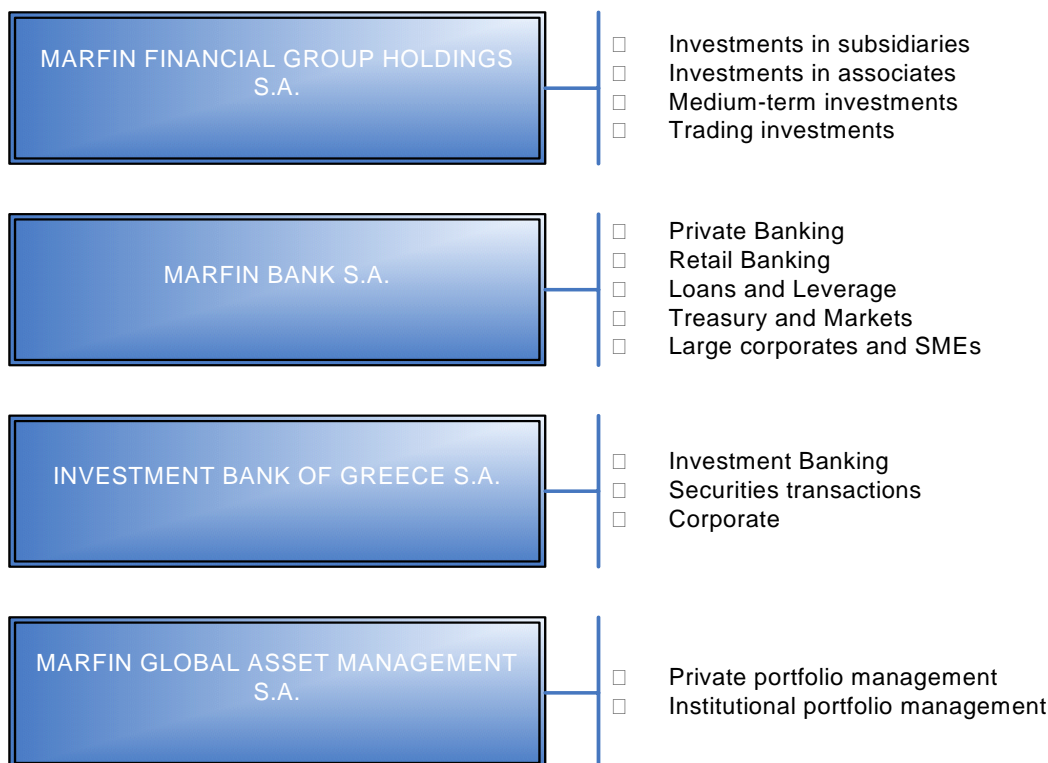 MARFIN FINANCIAL GROUP HOLDINGS
S.A.
Investments in subsidiaries
Investments in associates
Medium-term investments
Trading investments
MARFIN BANK S.A.
Private Banking
Retail Banking
Loans and Leverage
Treasury and Markets
Large corporates and SMEs
INVESTMENT BANK OF GREECE S.A.
Investment Banking
Securities transactions
Corporate
MARFIN GLOBAL ASSET MANAGEMENT
S.A.
Private portfolio management
Institutional portfolio management